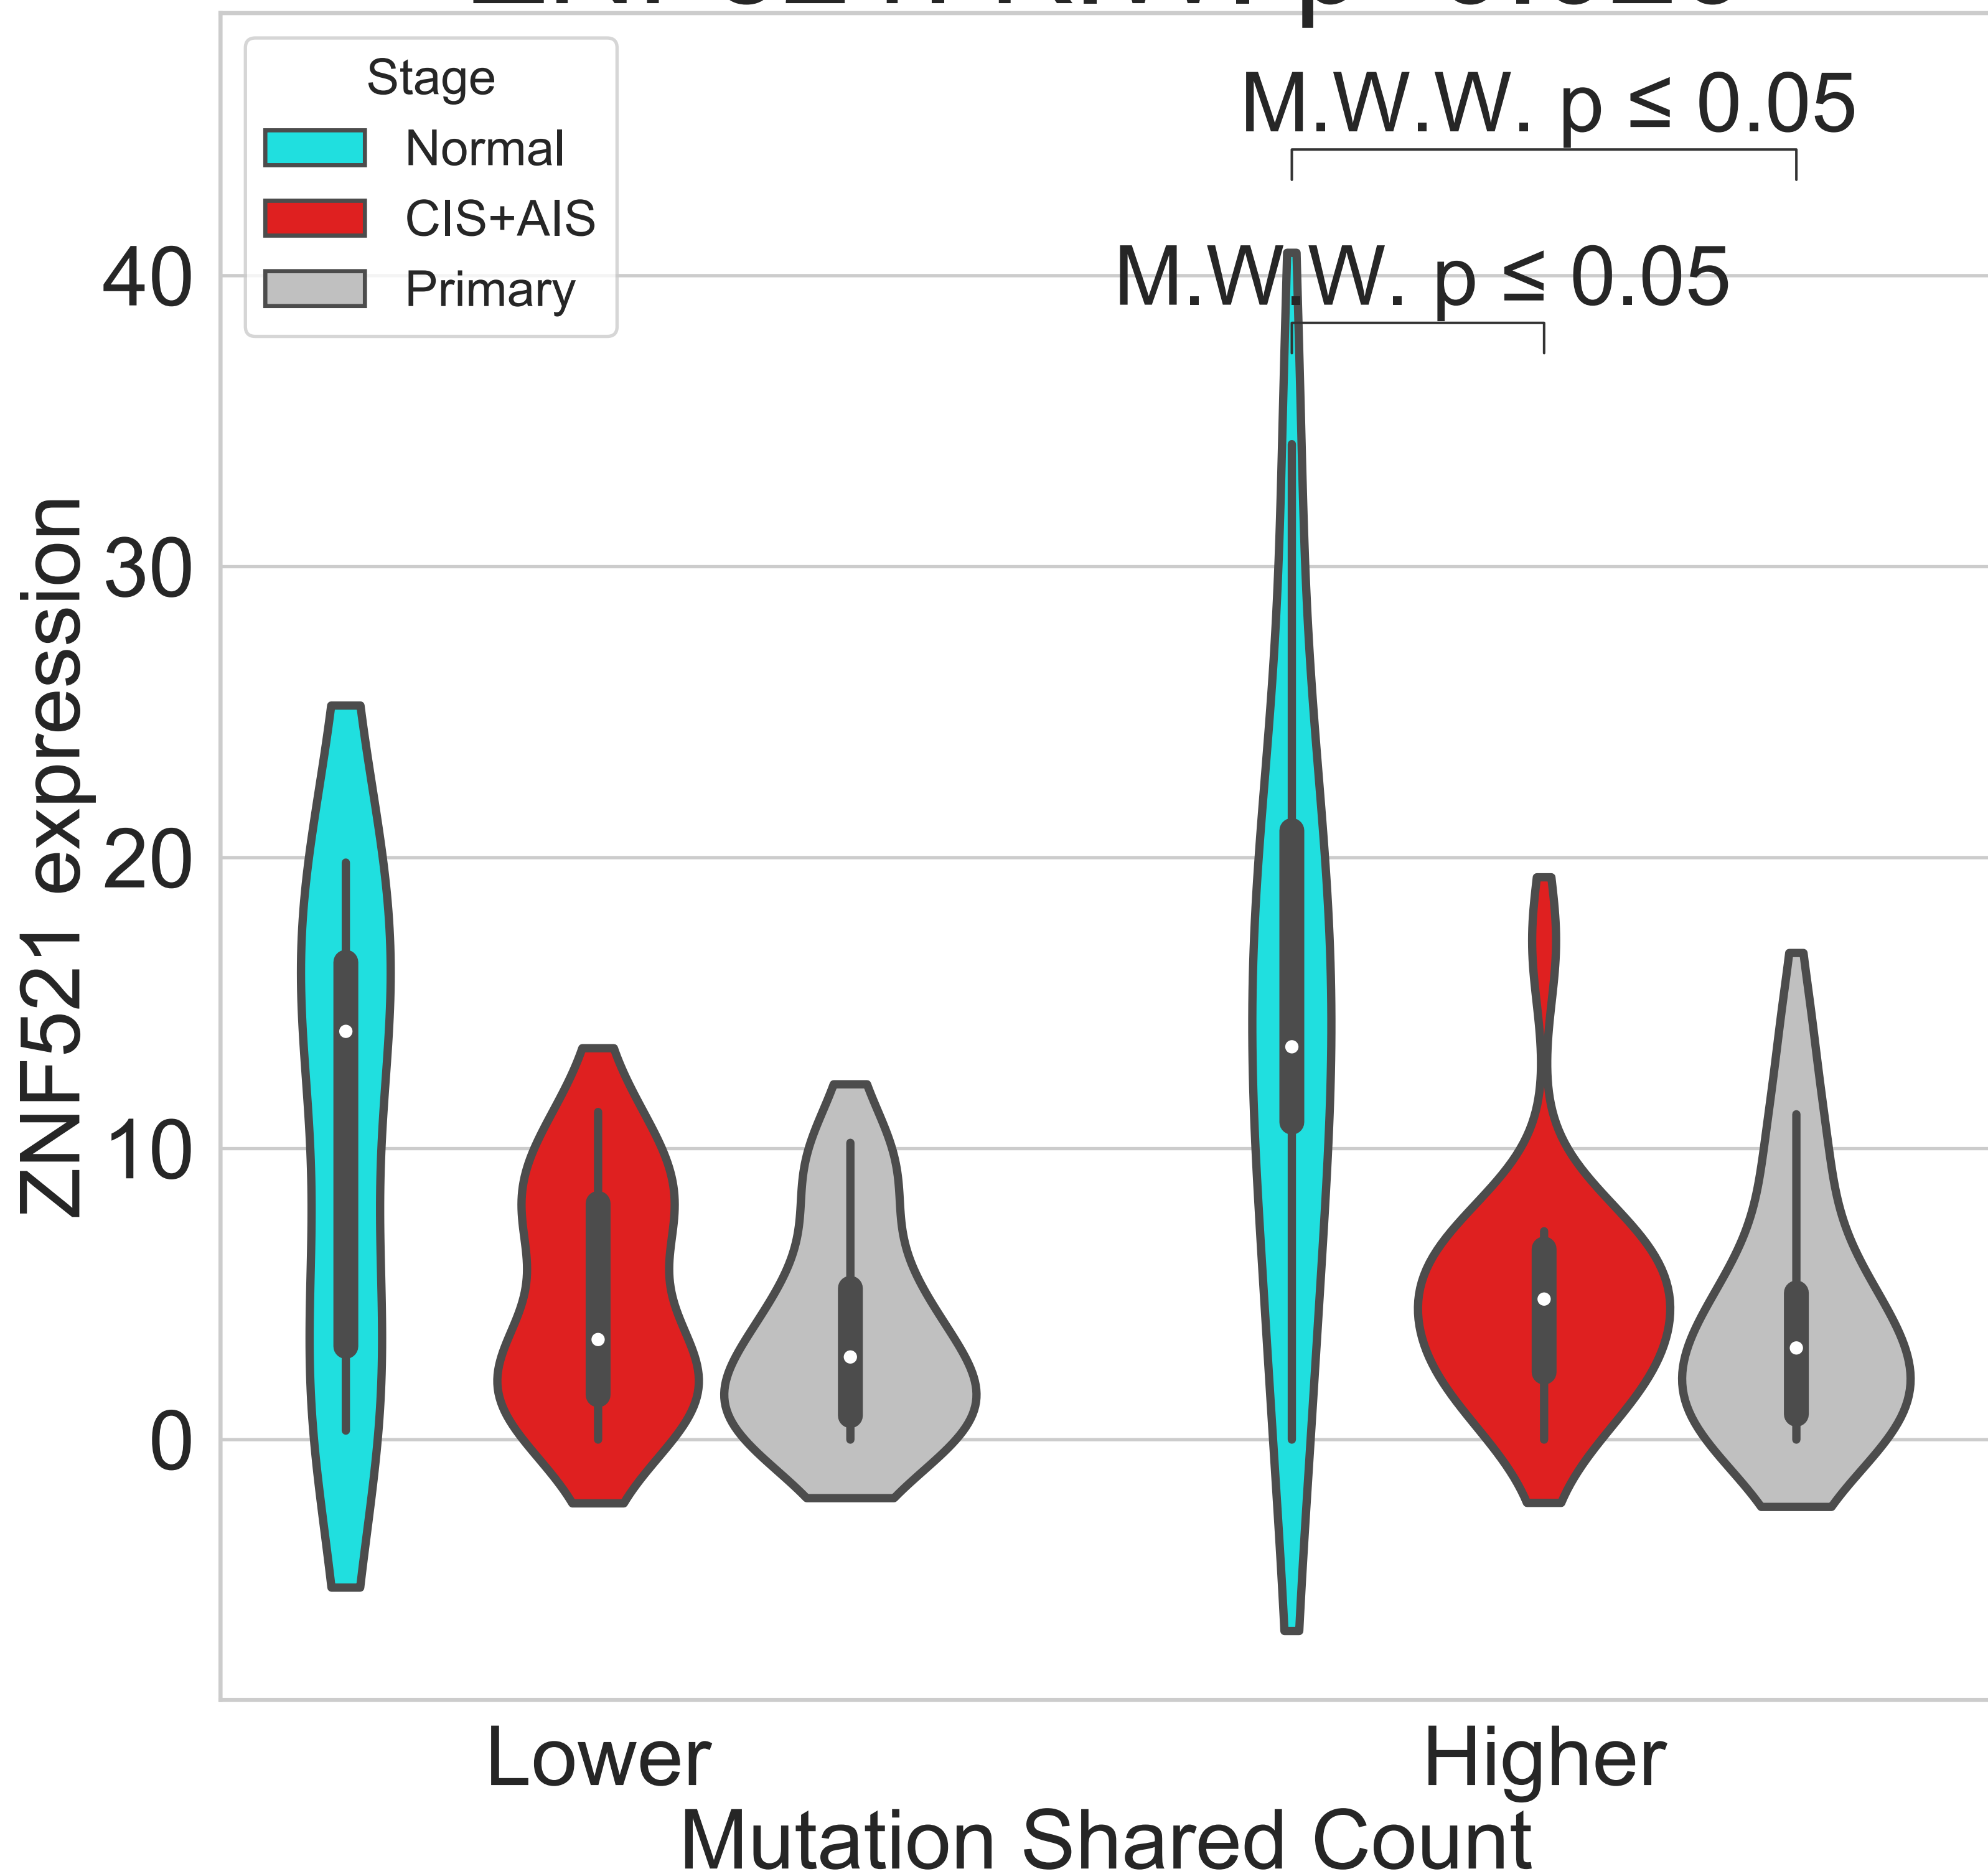 Stage
Normal
CIS+AIS
Primary
M.W.W. p ≤ 0.05
M.W.W. p ≤ 0.05
40
30
20
10
0
ZNF521 expression
Lower
Higher
Mutation Shared Count